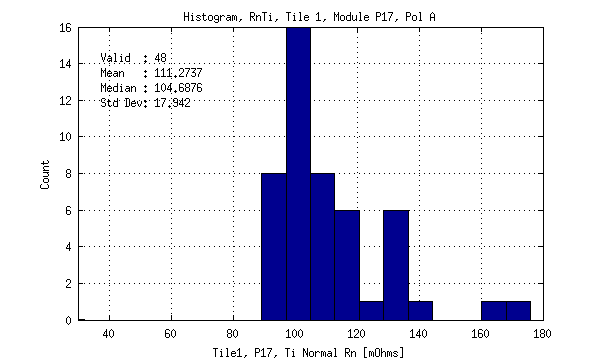 Histogram, RnTi, Tile 1, Module P17, Pol A
Valid : 48
Mean : 111.2737
Median : 104.6876
Std Dev: 17.942
Count
16
14
12
10
8
6
4
2
0
40 60 80 100 120 140 160 180
Tile1, P17, Ti Normal Rn [mOhms]